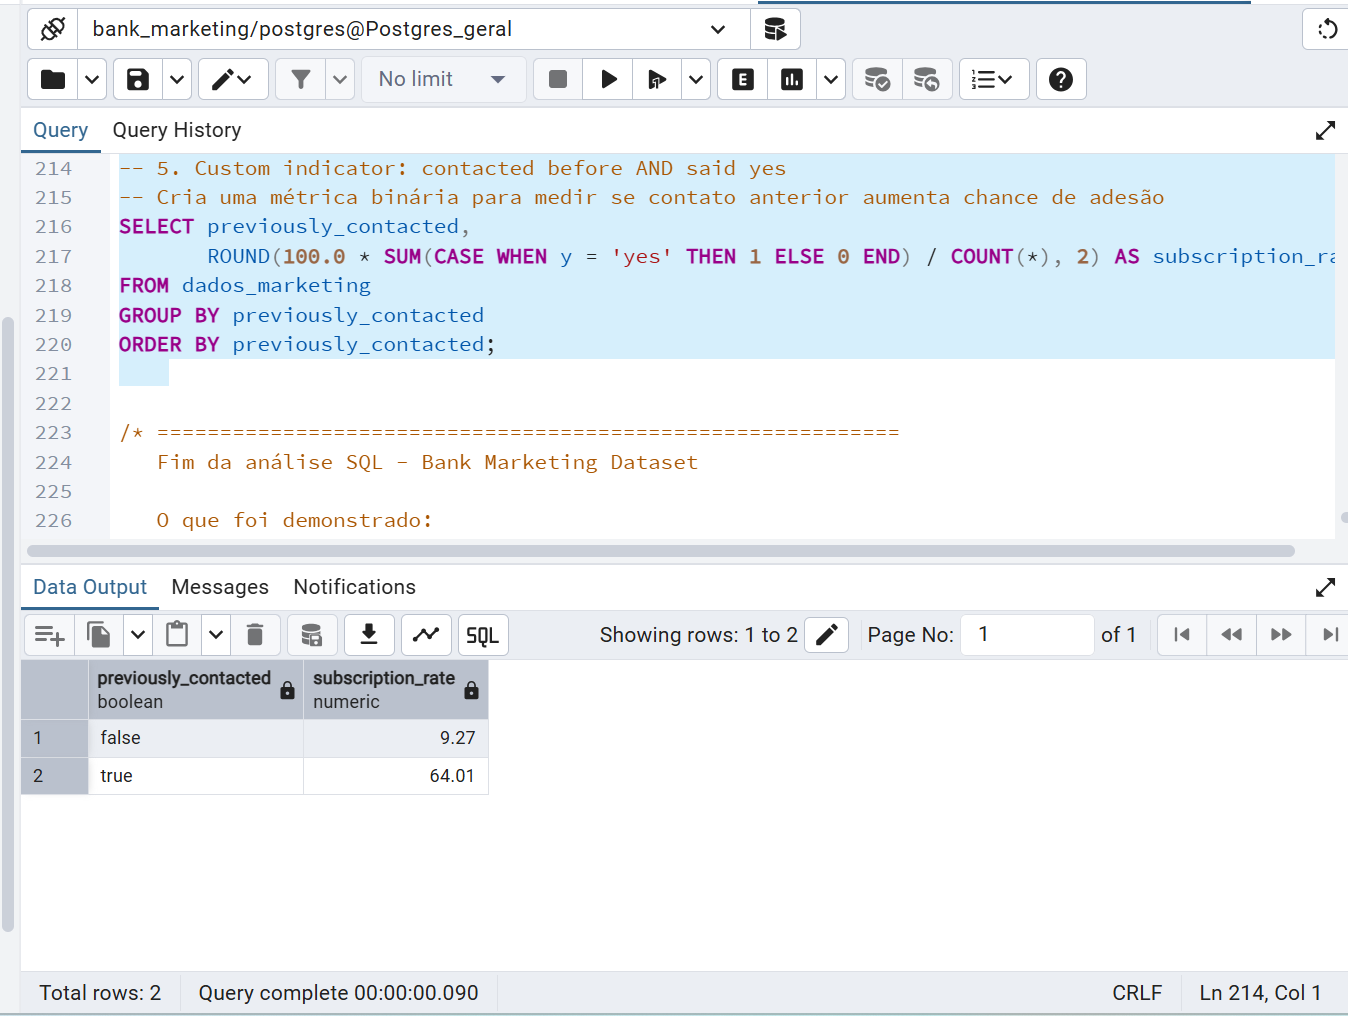 bank_marketing/postgres@Postgres_geral
No limit
E
Query
Query History
214 -- 5. Custom indicator: contacted before AND said yes
215 -- Cria uma métrica binária para medir se contato anterior aumenta chance de adesão
216 SELECT previously_contacted,
217 ROUND(100.0 * SUM(CASE WHEN y = 'yes' THEN 1 ELSE 0 END) / COUNT(*), 2) AS subscription_ra
218 FROM dados_marketing
219 GROUP BY previously_contacted
220 ORDER BY previously_contacted;
221
222
223 /* ===========================================================
224 Fim da análise SQL - Bank Marketing Dataset
225
226 O que foi demonstrado:
Data Output
Messages
Notifications
SQL
Showing rows: 1 to 2
Page No:
1
of 1
previously_contacted
boolean
subscription_rate
numeric
1 false 9.27
2 true 64.01
Total rows: 2
Query complete 00:00:00.090
CRLF
Ln 214, Col 1